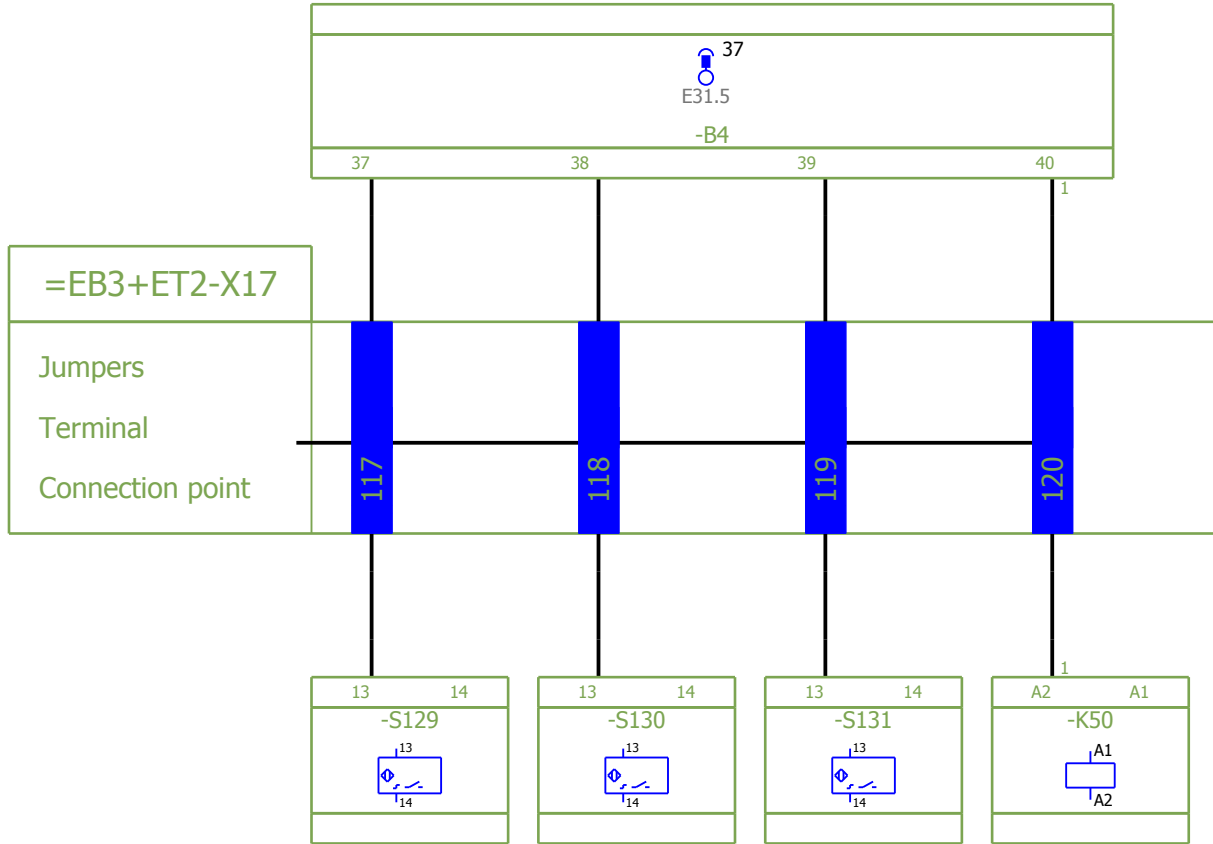 37
E31.5
-B4
37 38 39 40
1
=EB3+ET2-X17
Jumpers
Terminal
Connection point
117 118 119 120
1
13 14 13 14 13 14 A2 A1
-S129 -S130 -S131 -K50
13 13 13 A1
14 14 14 A2